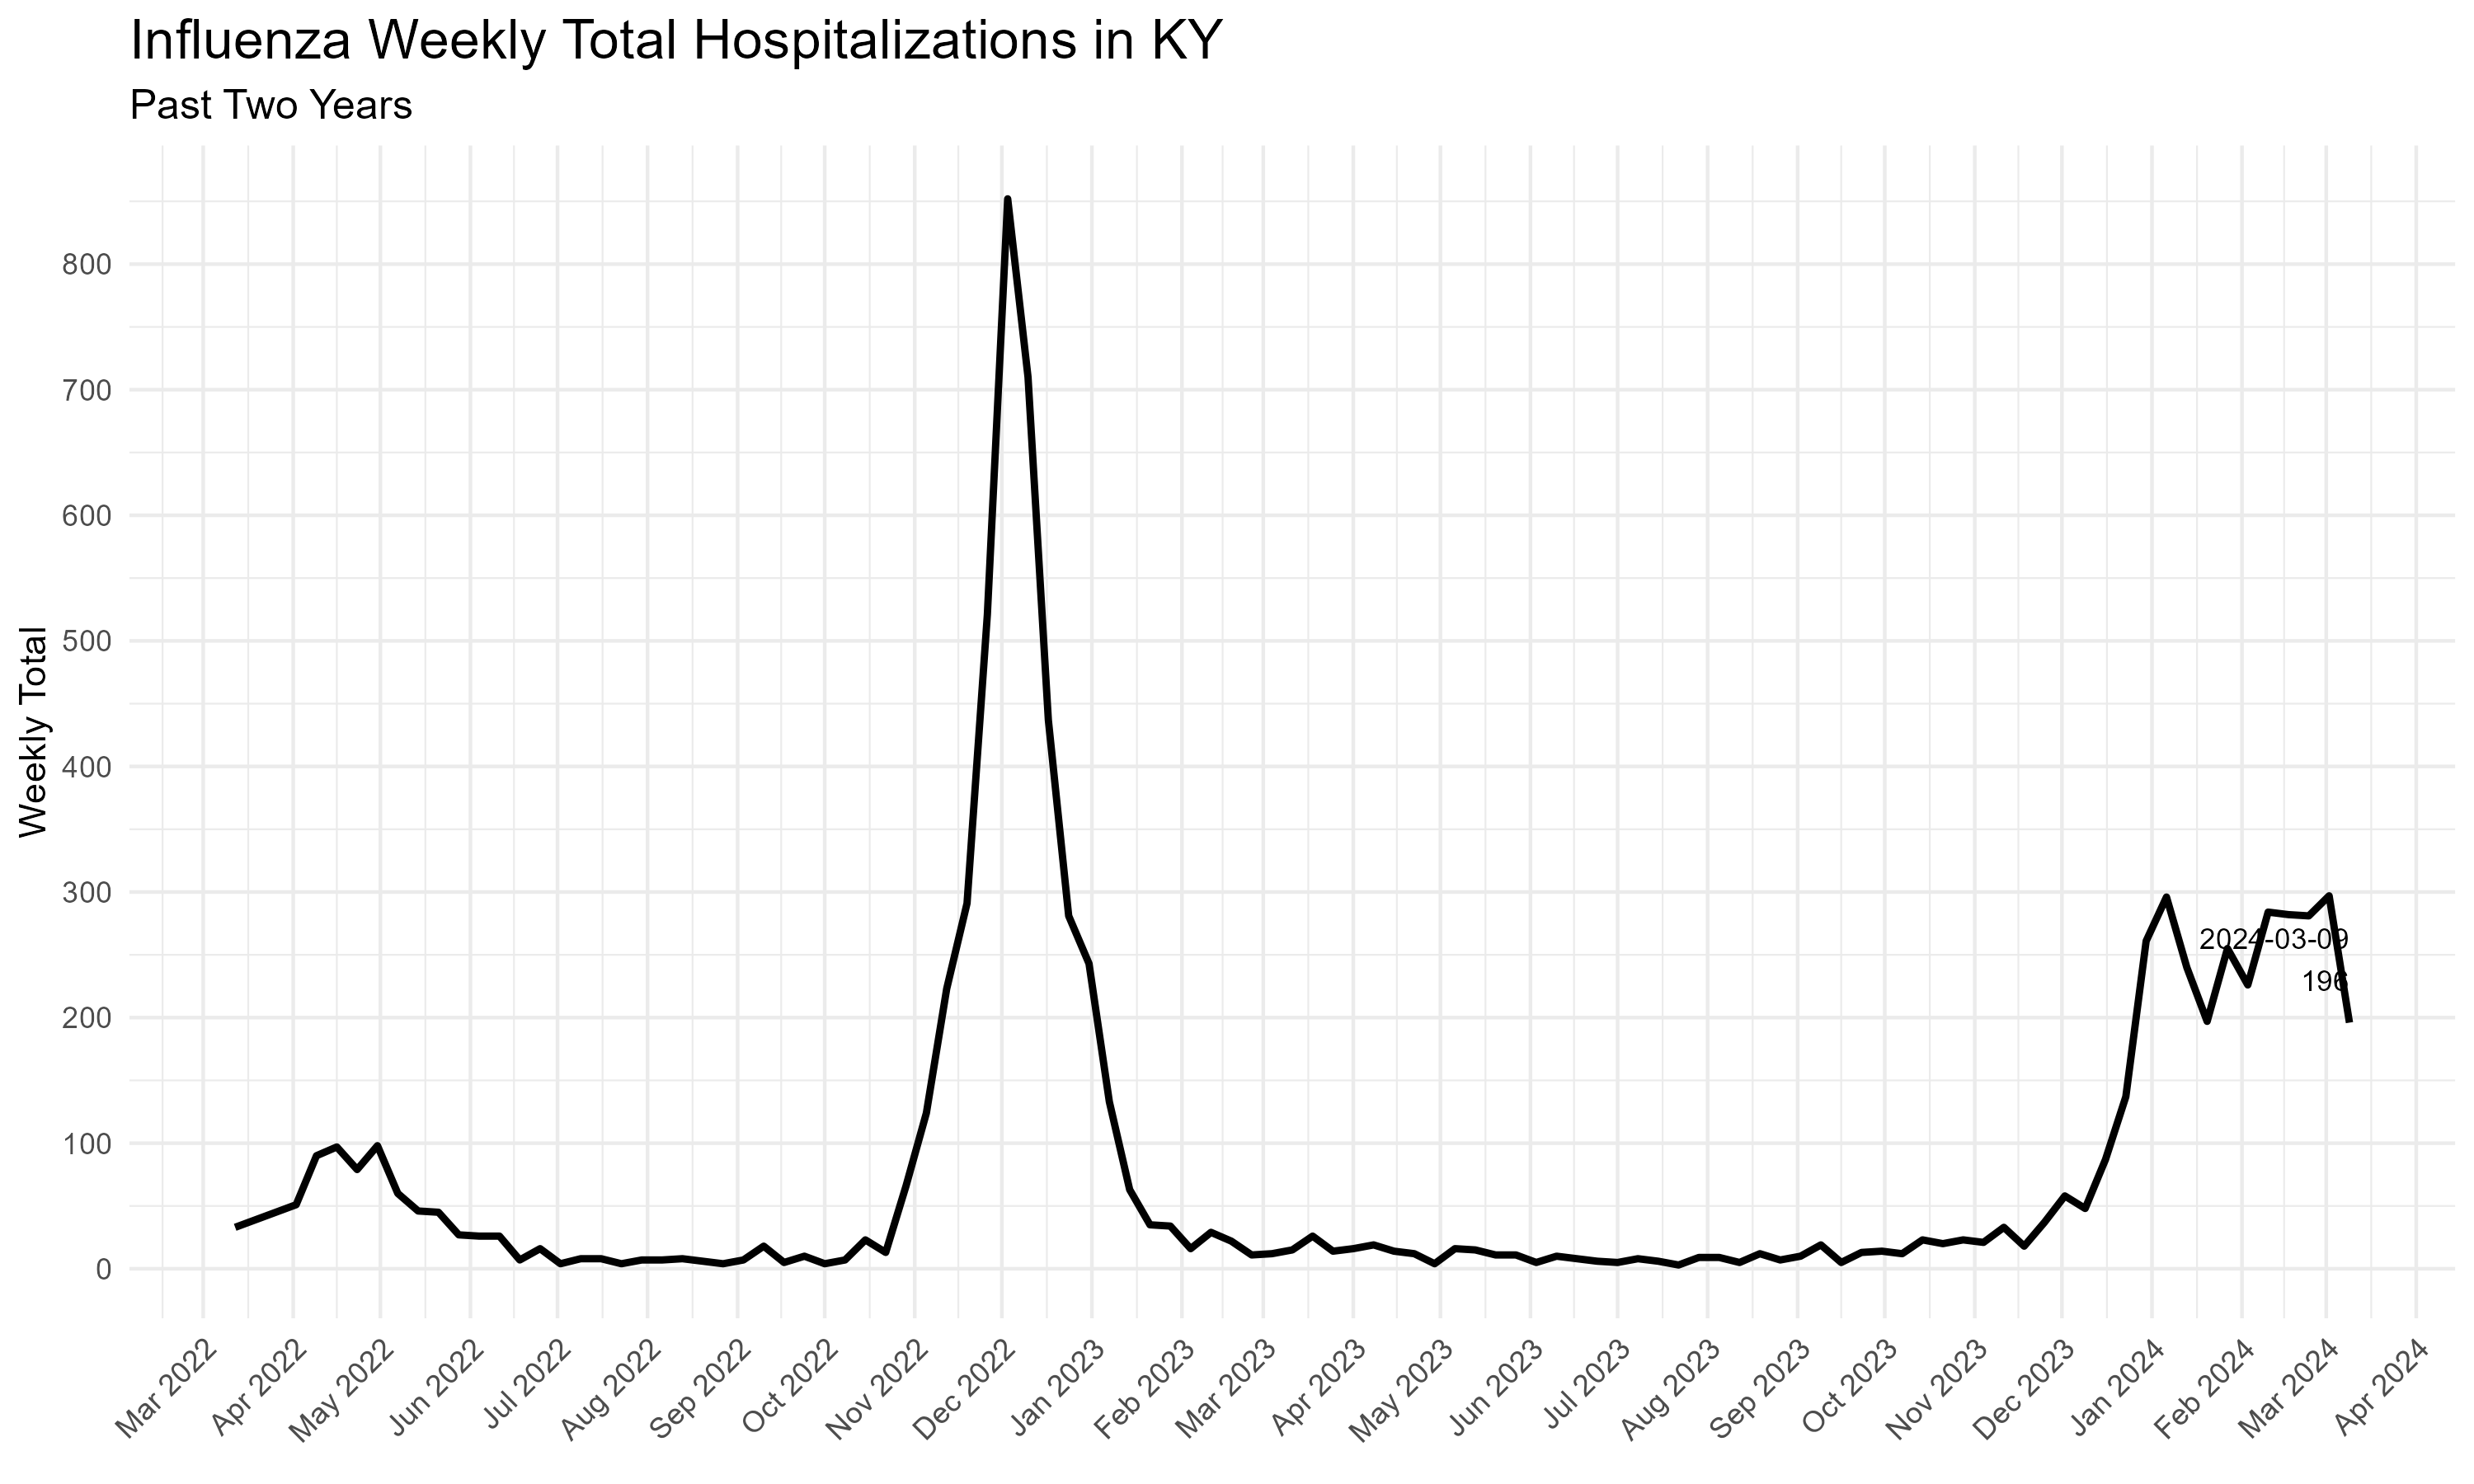 Influenza Weekly Total Hospitalizations in KY
Past Two Years
Weekly Total
800
700
600
500
400
300
200
100
0
2024-03-09
196
Mar 2022
Apr 2022
May 2022
Jun 2022
Jul 2022
Aug 2022
Sep 2022
Oct 2022
Nov 2022
Dec 2022
Jan 2023
Feb 2023
Mar 2023
Apr 2023
May 2023
Jun 2023
Jul 2023
Aug 2023
Sep 2023
Oct 2023
Nov 2023
Dec 2023
Jan 2024
Feb 2024
Mar 2024
Apr 2024